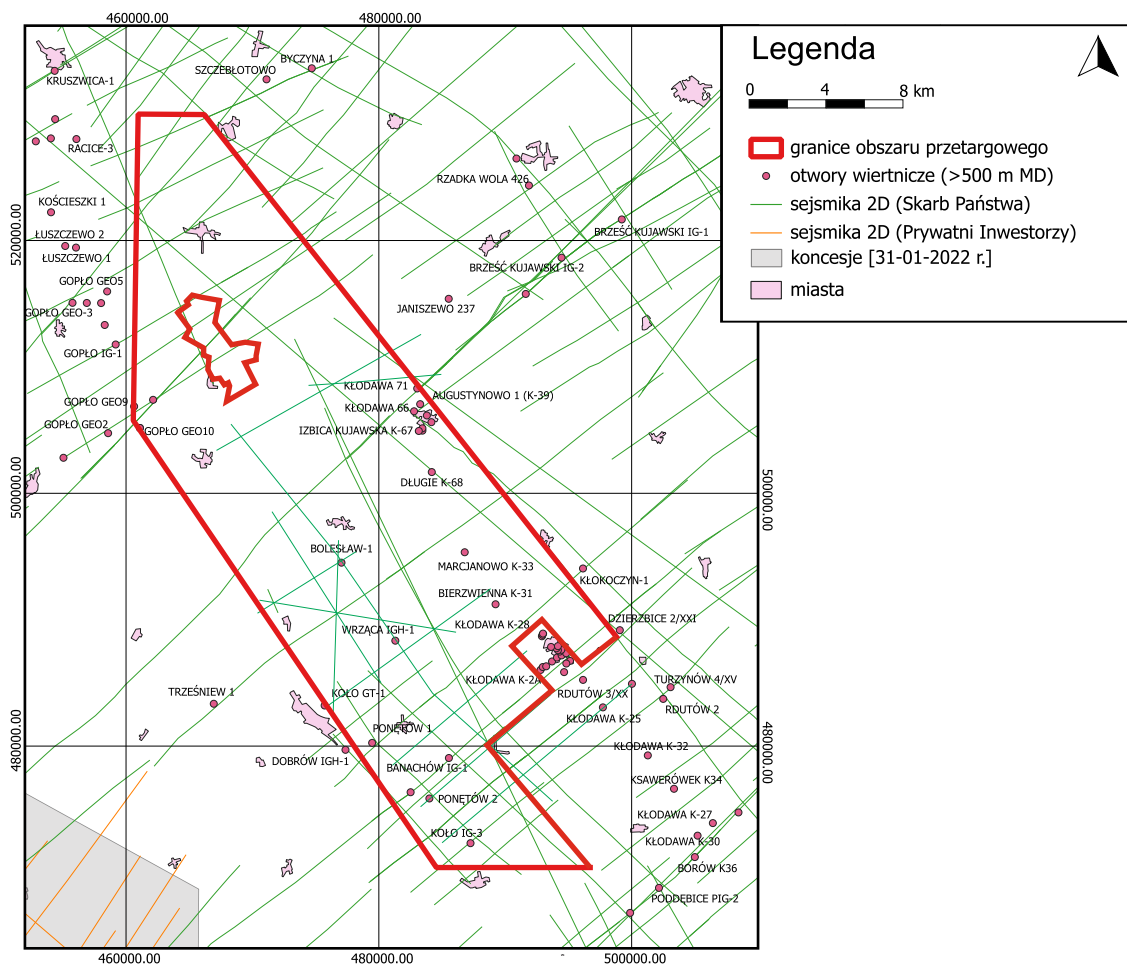 460000.00
480000.00
Legenda
0
4
8 km
granice obszaru przetargowego
otwory wiertnicze (>500 m MD)
sejsmika 2D (Skarb Państwa)
sejsmika 2D (Prywatni Inwestorzy)
koncesje [31-01-2022 r.]
miasta
BYCZYNA 1
SZCZEBŁOTOWO
KRUSZWICA-1
RACICE-3
RZADKA WOLA 426
KOŚCIESZKI 1
520000.00
ŁUSZCZEWO 2
BRZEŚĆ KUJAWSKI IG-1
ŁUSZCZEWO 1
BRZEŚĆ KUJAWSKI IG-2
GOPŁO GEO5
JANISZEWO 237
GOPŁO GEO-3
GOPŁO IG-1
KŁODAWA 71
AUGUSTYNOWO 1 (K-39)
GOPŁO GEO9
KŁODAWA 66
GOPŁO GEO2
GOPŁO GEO10
IZBICA KUJAWSKA K-67
DŁUGIE K-68
500000.00
500000.00
BOLESŁAW-1
MARCJANOWO K-33
KŁOKOCZYN-1
BIERZWIENNA K-31
DZIERZBICE 2/XXI
KŁODAWA K-28
WRZĄCA IGH-1
KŁODAWA K-2A
TURZYNÓW 4/XV
TRZEŚNIEW 1
KOŁO GT-1
RDUTÓW 3/XX
RDUTÓW 2
KŁODAWA K-25
PONĘTÓW 1
480000.00
480000.00
KŁODAWA K-32
DOBRÓW IGH-1
BANACHÓW IG-1
KSAWERÓWEK K34
PONĘTÓW 2
KŁODAWA K-27
KOŁO IG-3
KŁODAWA K-30
BORÓW K36
PODDĘBICE PIG-2
460000.00
480000.00
500000.00